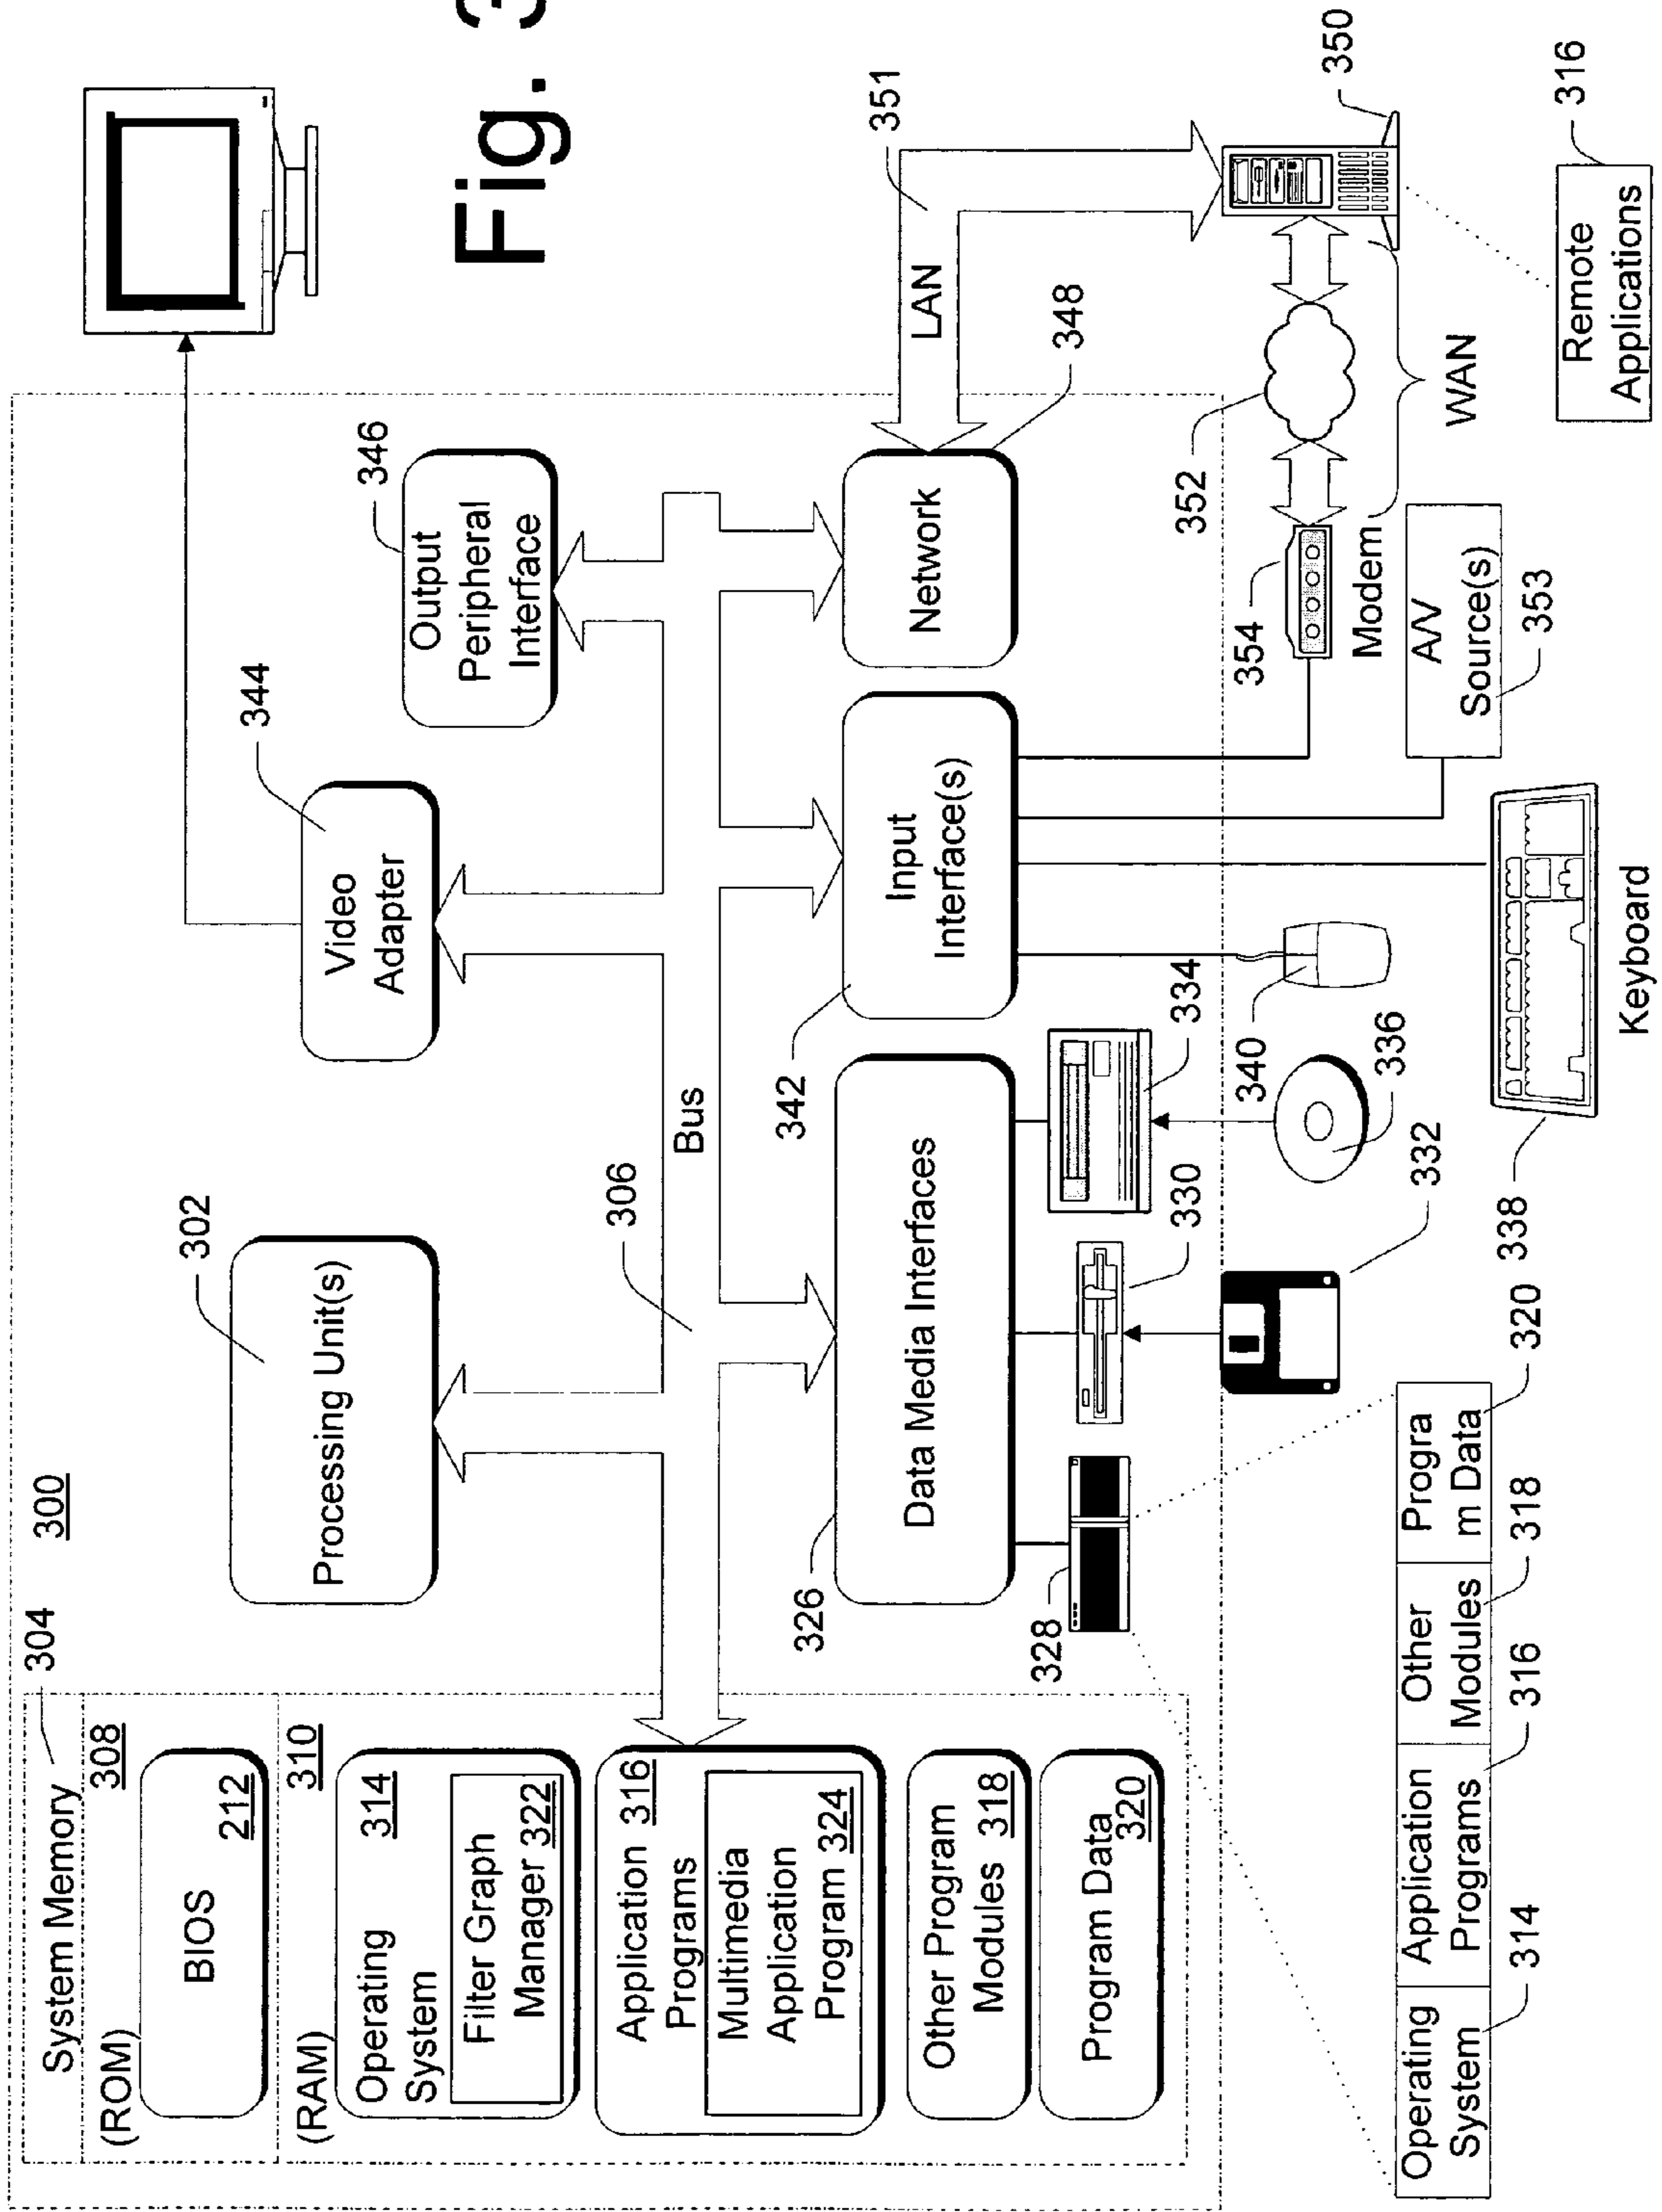 Fig. 3
300
System Memory
304
(ROM) 308
BIOS
212
(RAM) 310
Operating 314
System
Filter Graph
Manager 322
Application 316
Programs
Multimedia
Application
Program 324
Other Program
Modules 318
Program Data
320
302
Processing Unit(s)
344
Video
Adapter
346
Output
Peripheral
Interface
306
Bus
326
Data Media Interfaces
342
Input
Interface(s)
Network
348
LAN
351
328
330
334
332
336
340
338
Keyboard
354
Modem
352
WAN
350
A/V
Source(s)
353
Remote
Applications
316
Operating
System
314
Application
Programs
316
Other
Modules
318
Progra
m Data
320